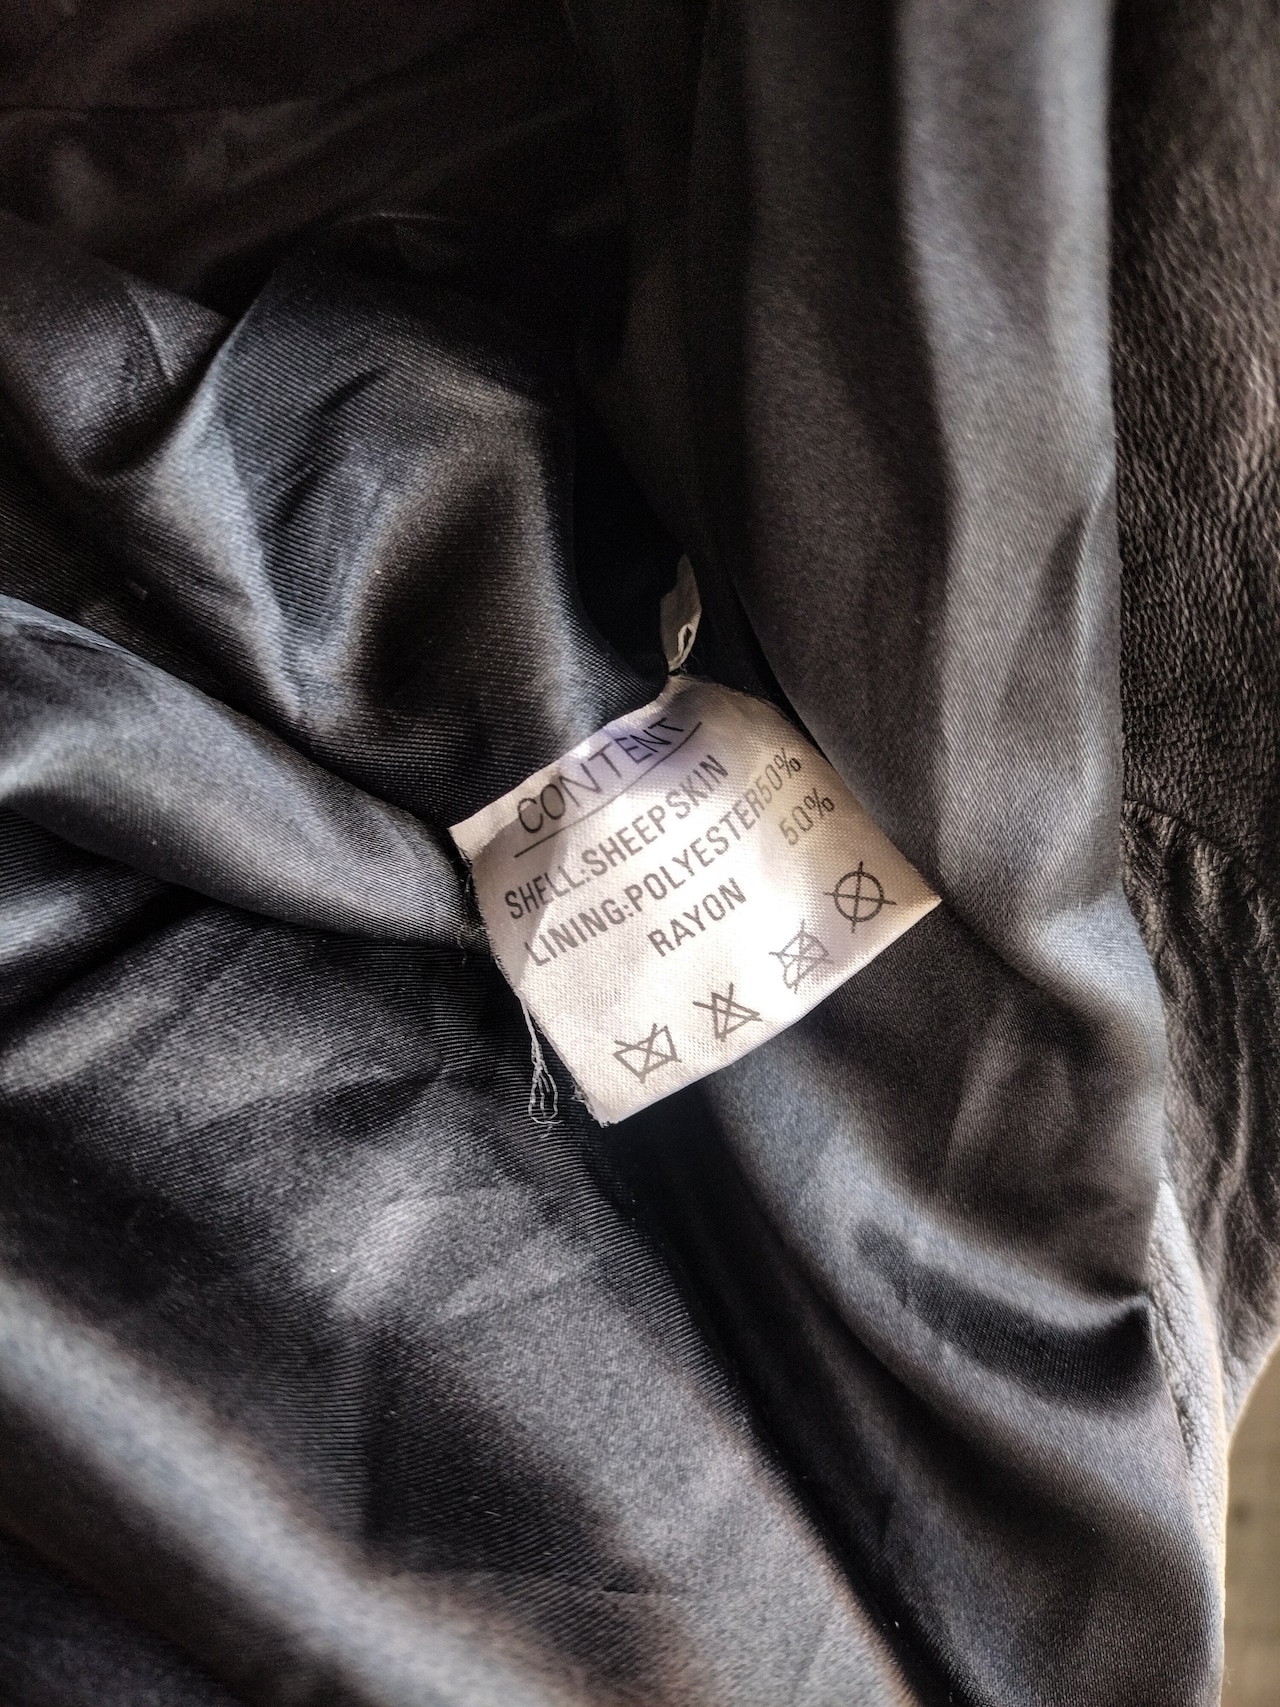 CONTENT
SHELL:SHEEPSKIN
LINING:POLYESTER50%
RAYON 50%